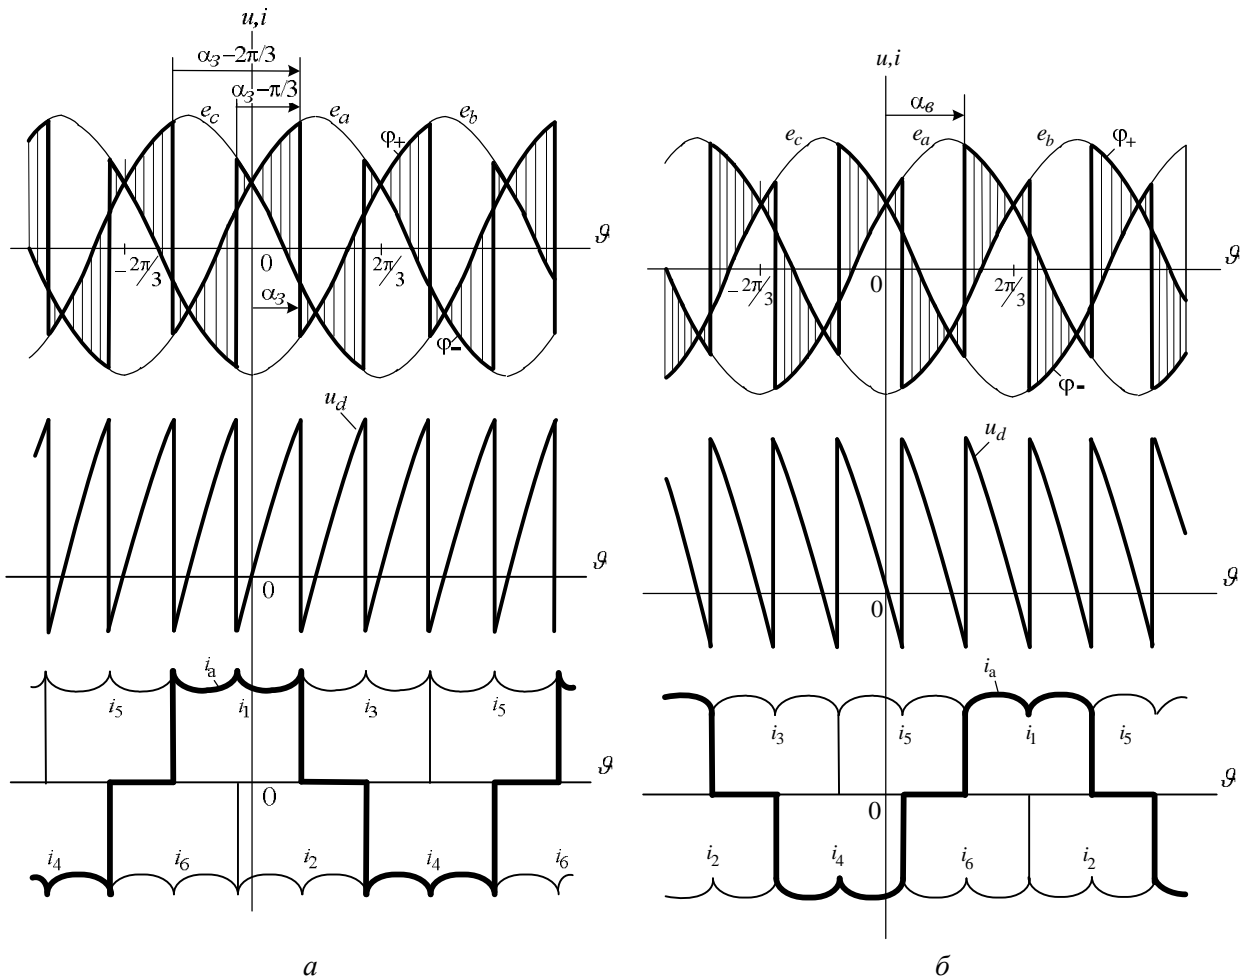 u,i
α₃−2π/3
α₃−π/3
e_c
e_a
e_b
φ₊
ϑ
−2π/3
0
2π/3
α₃
φ₋
u_d
ϑ
0
i_a
i₅
i₁
i₃
i₅
ϑ
0
i₄
i₆
i₂
i₄
i₆
а
u,i
α_в
e_c
e_a
e_b
φ₊
ϑ
−2π/3
0
2π/3
φ₋
u_d
ϑ
0
i_a
i₃
i₅
i₁
i₅
ϑ
0
i₂
i₄
i₆
i₂
б